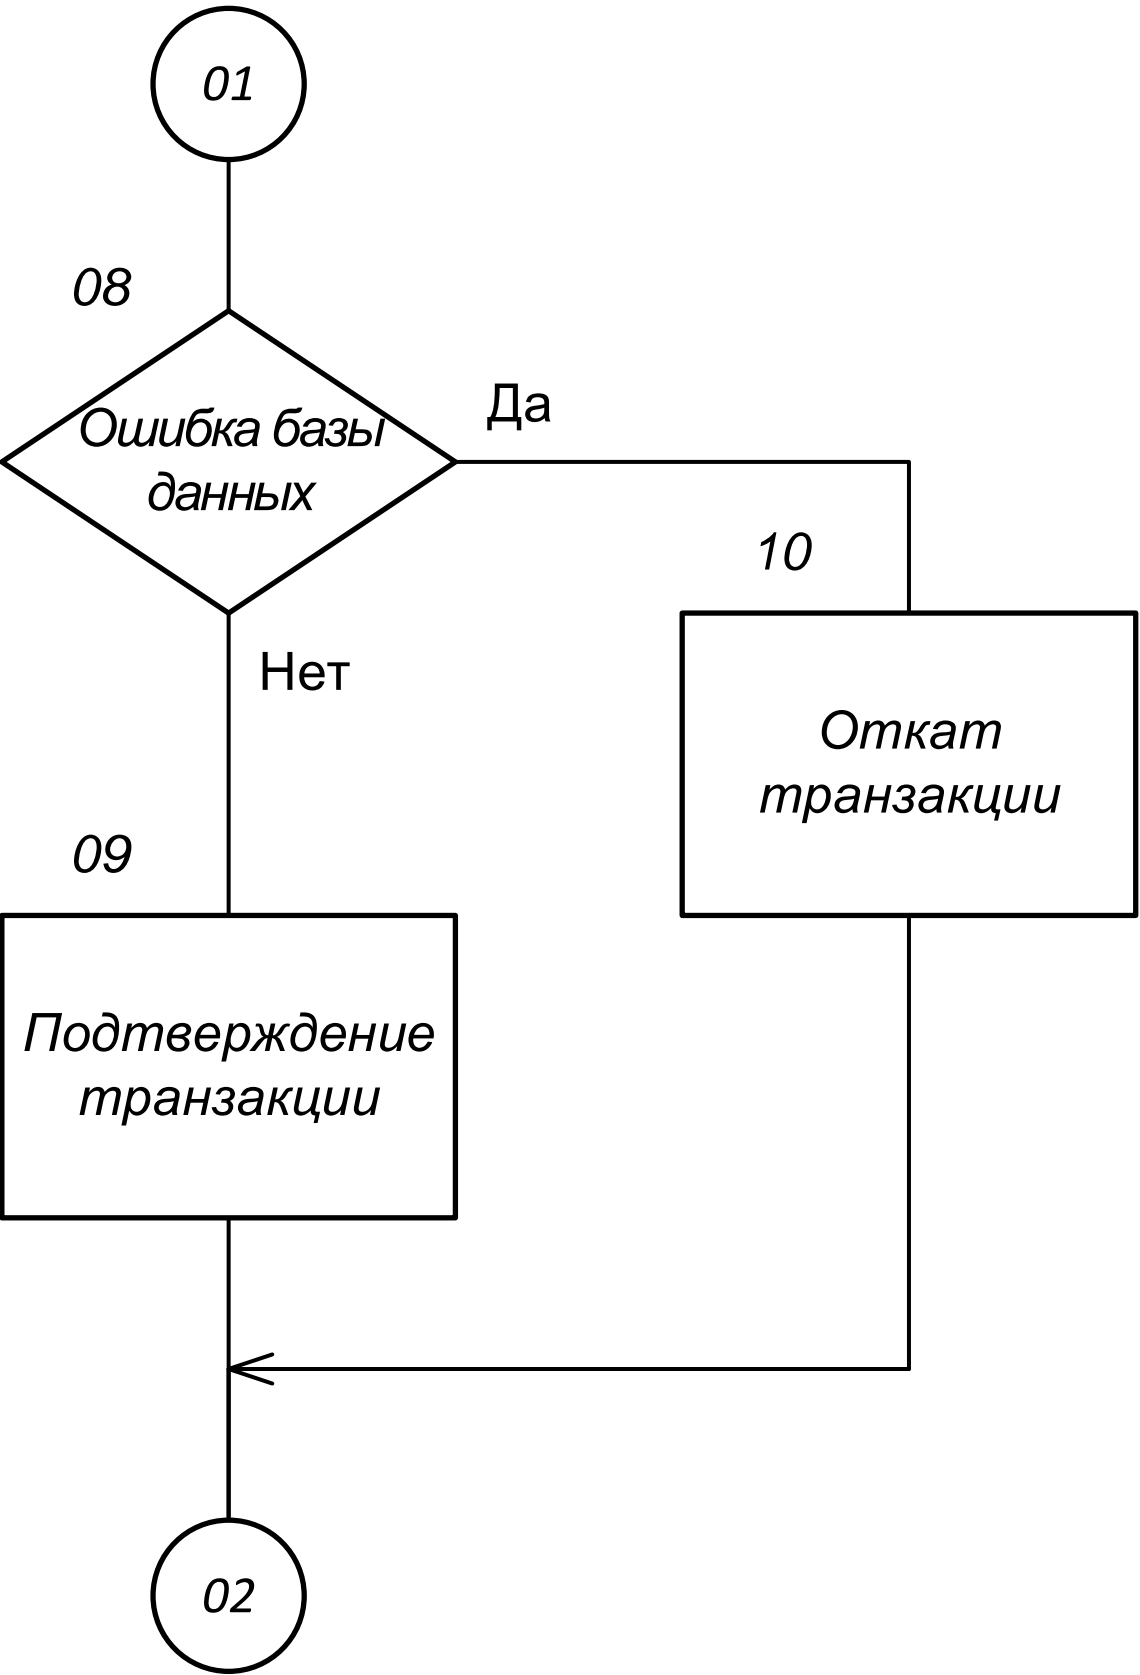 01
08
Ошибка базы
данных
Да
10
Откат
транзакции
Нет
09
Подтверждение
транзакции
02